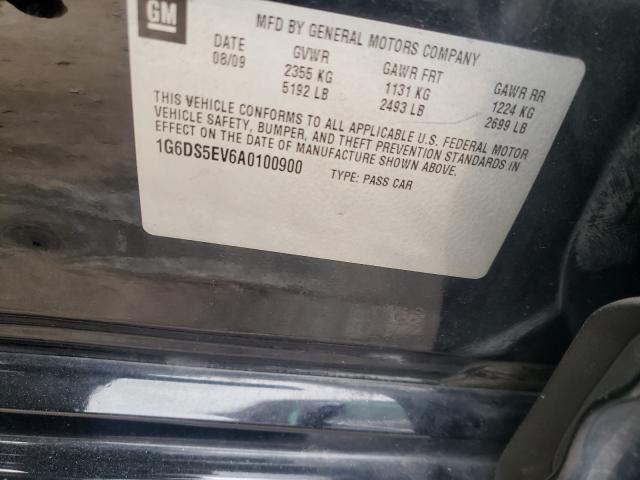 GM
MFD BY GENERAL MOTORS COMPANY
DATE GVWR GAWR FRT GAWR RR
08/09 2355 KG 1131 KG 1224 KG
5192 LB 2493 LB 2699 LB
THIS VEHICLE CONFORMS TO ALL APPLICABLE U.S. FEDERAL MOTOR
VEHICLE SAFETY, BUMPER, AND THEFT PREVENTION STANDARDS IN
EFFECT ON THE DATE OF MANUFACTURE SHOWN ABOVE.
1G6DS5EV6A0100900 TYPE: PASS CAR